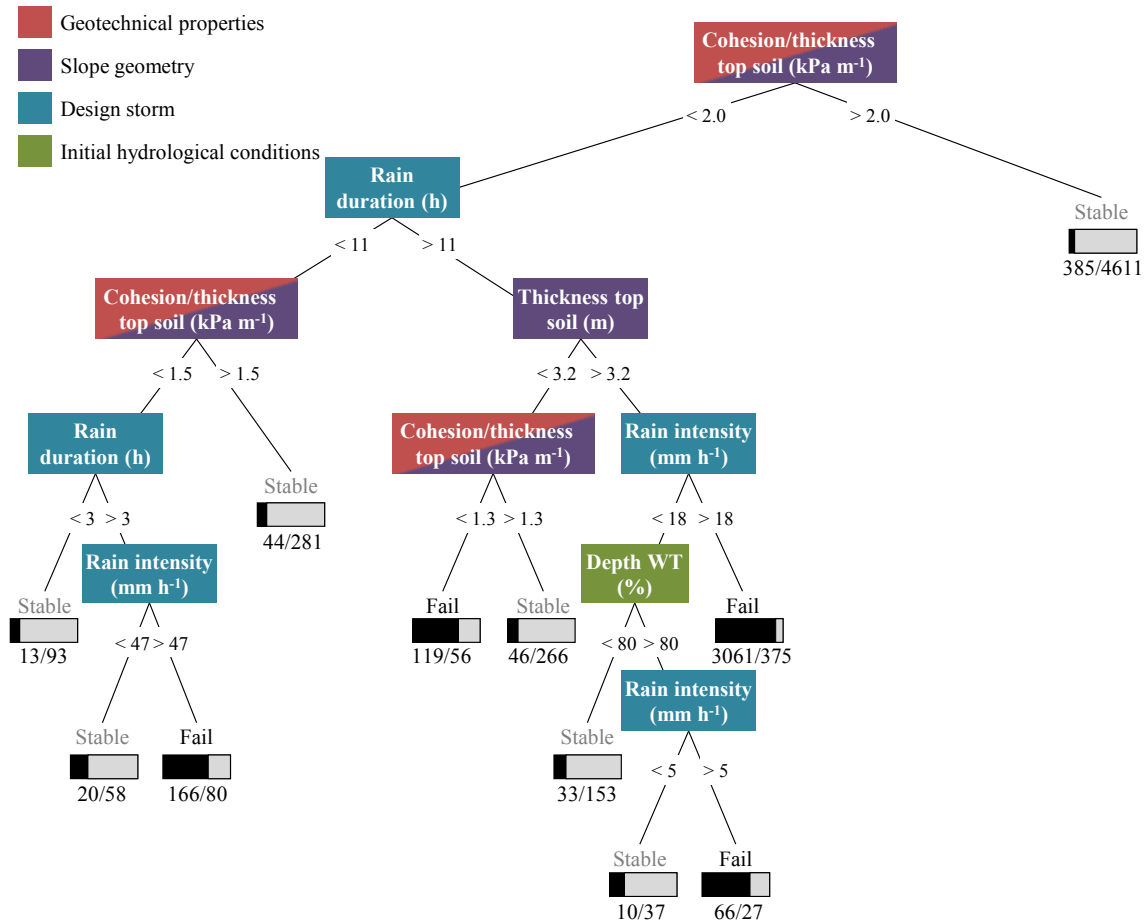 Geotechnical properties
Slope geometry
Design storm
Initial hydrological conditions
Cohesion/thickness
top soil (kPa m⁻¹)
< 2.0
> 2.0
Rain
duration (h)
Stable
385/4611
< 11
> 11
Cohesion/thickness
top soil (kPa m⁻¹)
Thickness top
soil (m)
< 1.5
> 1.5
< 3.2
> 3.2
Rain
duration (h)
Cohesion/thickness
top soil (kPa m⁻¹)
Rain intensity
(mm h⁻¹)
Stable
44/281
< 3
> 3
< 1.3
> 1.3
< 18
> 18
Rain intensity
(mm h⁻¹)
Depth WT
(%)
Stable
13/93
Fail
119/56
Stable
46/266
Fail
3061/375
< 47
> 47
< 80
> 80
Rain intensity
(mm h⁻¹)
Stable
20/58
Fail
166/80
Stable
33/153
< 5
> 5
Stable
10/37
Fail
66/27